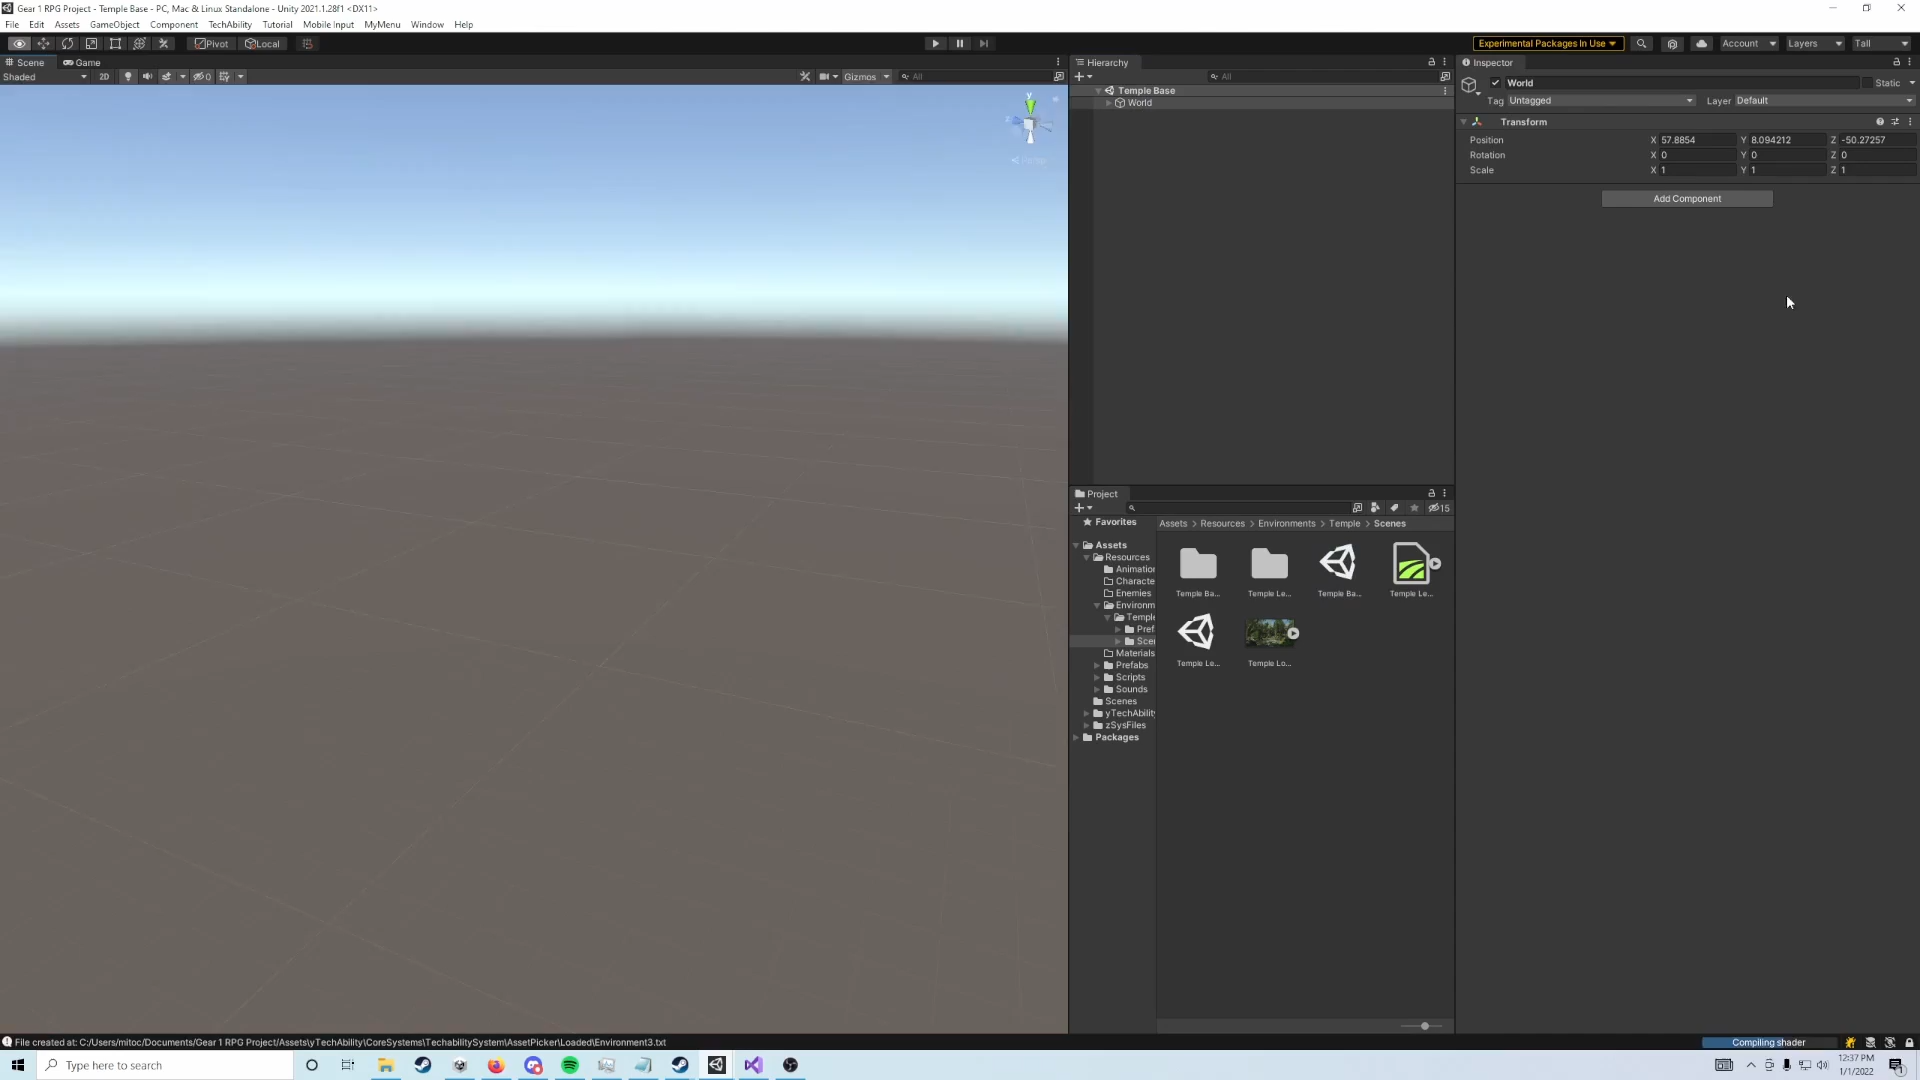 Gear 1 RPG Project - Temple Base - PC, Mac & Linux Standalone - Unity 2021.1.28f1 <DX11>
File Edit Assets GameObject Component TechAbility Tutorial Mobile Input MyMenu Window Help
Pivot Local
Experimental Packages In Use Account Layers Tall
Scene Game
Shaded 2D 0 Gizmos All
y
z
Persp
Hierarchy
All
Temple Base
World
Inspector
World Static
Tag Untagged Layer Default
Transform
Position X 57.8854 Y 8.094212 Z -50.27257
Rotation X 0 Y 0 Z 0
Scale X 1 Y 1 Z 1
Add Component
Project
15
Favorites
Assets
Resources
Animation
Characte
Enemies
Environm
Temple
Pref
Scen
Materials
Prefabs
Scripts
Sounds
Scenes
yTechAbility
zSysFiles
Packages
Assets > Resources > Environments > Temple > Scenes
Temple Ba... Temple Le... Temple Ba... Temple Le...
Temple Le... Temple Lo...
File created at: C:/Users/mitoc/Documents/Gear 1 RPG Project/Assets\yTechAbility\CoreSystems\TechabilitySystem\AssetPicker\Loaded\Environment3.txt
Compiling shader
Type here to search
12:37 PM
1/1/2022
1